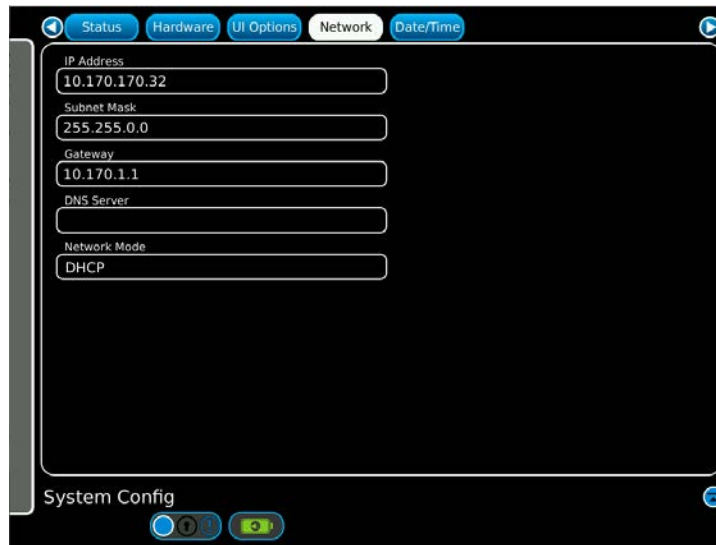 Status
Hardware
UI Options
Network
Date/Time
IP Address
10.170.170.32
Subnet Mask
255.255.0.0
Gateway
10.170.1.1
DNS Server
Network Mode
DHCP
System Config